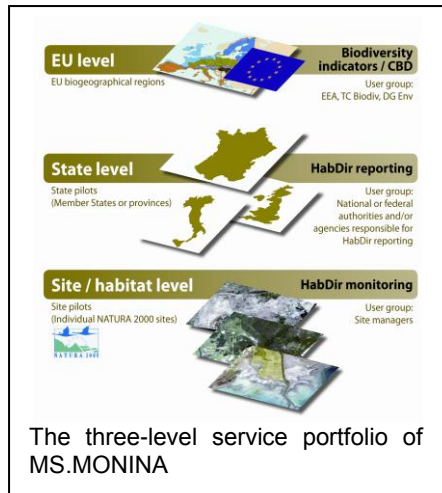 EU level
Biodiversity
indicators / CBD
EU biogeographical regions
User group:
EEA, TC Biodiv, DG Env
State level
HabDir reporting
State pilots
(Member States or provinces)
User group:
National or federal
authorities and/or
agencies responsible for
HabDir reporting
Site / habitat level
HabDir monitoring
Site pilots
(Individual NATURA 2000 sites)
User group:
Site managers
NATURA 2000
The three-level service portfolio of
MS.MONINA